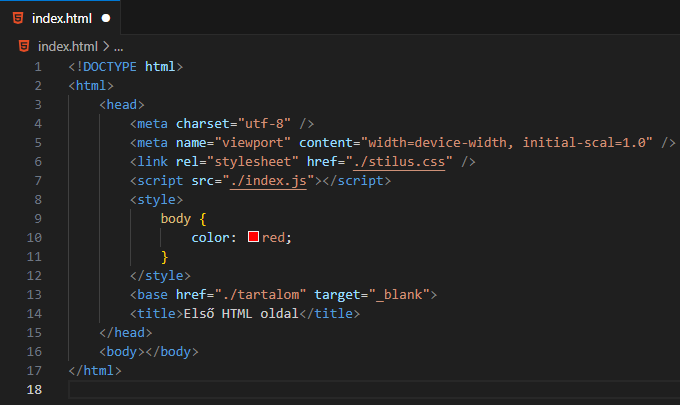 index.html
index.html > ...
1 <!DOCTYPE html>
2 <html>
3 <head>
4 <meta charset="utf-8" />
5 <meta name="viewport" content="width=device-width, initial-scal=1.0" />
6 <link rel="stylesheet" href="./stilus.css" />
7 <script src="./index.js"></script>
8 <style>
9 body {
10 color: red;
11 }
12 </style>
13 <base href="./tartalom" target="_blank">
14 <title>Első HTML oldal</title>
15 </head>
16 <body></body>
17 </html>
18